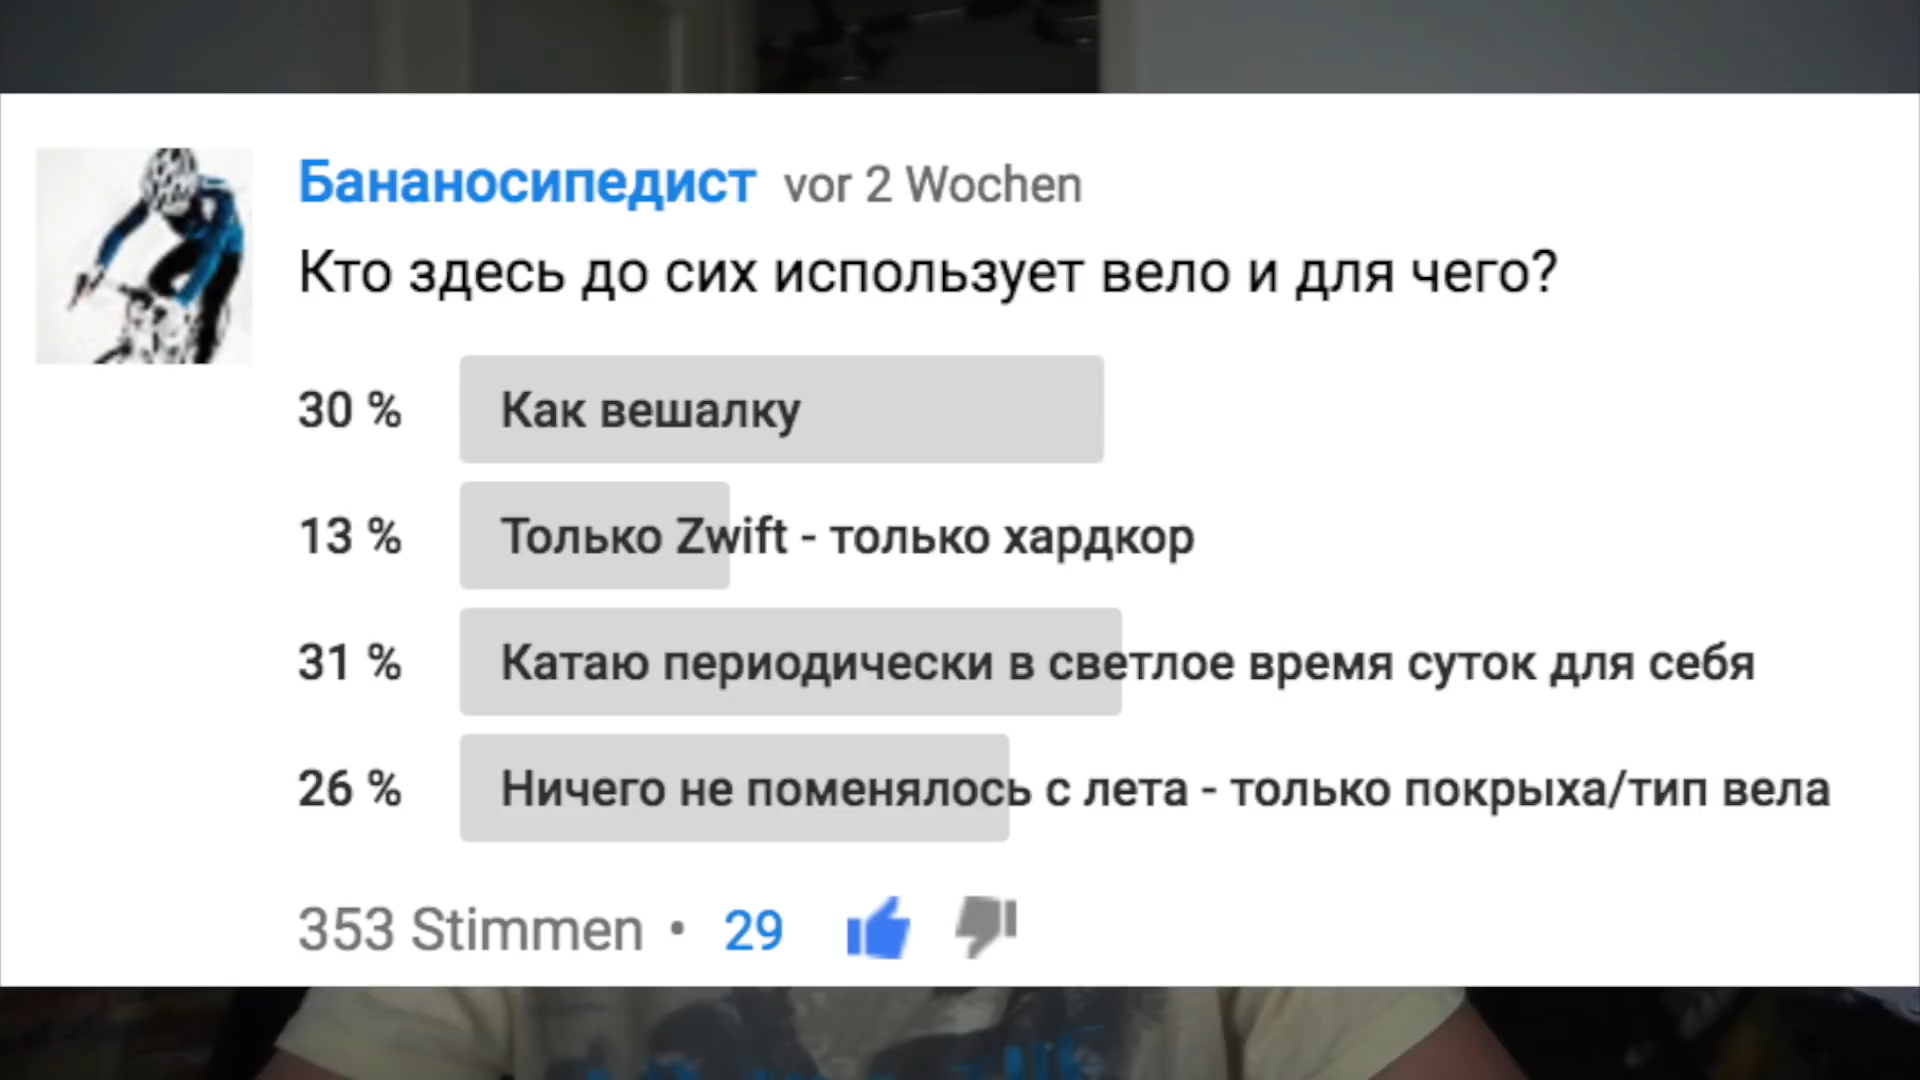 Бананосипедист vor 2 Wochen
Кто здесь до сих использует вело и для чего?
30 % Как вешалку
13 % Только Zwift - только хардкор
31 % Катаю периодически в светлое время суток для себя
26 % Ничего не поменялось с лета - только покрыха/тип вела
353 Stimmen • 29